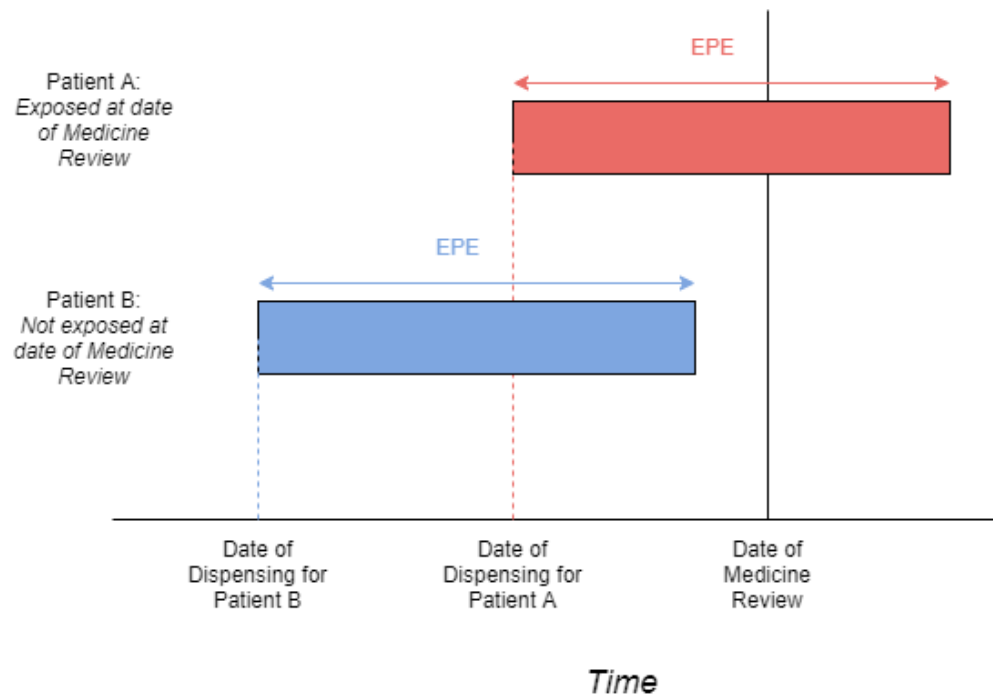 EPE
Patient A:
Exposed at date
of Medicine
Review
EPE
Patient B:
Not exposed at
date of Medicine
Review
Date of
Dispensing for
Patient B
Date of
Dispensing for
Patient A
Date of
Medicine
Review
Time